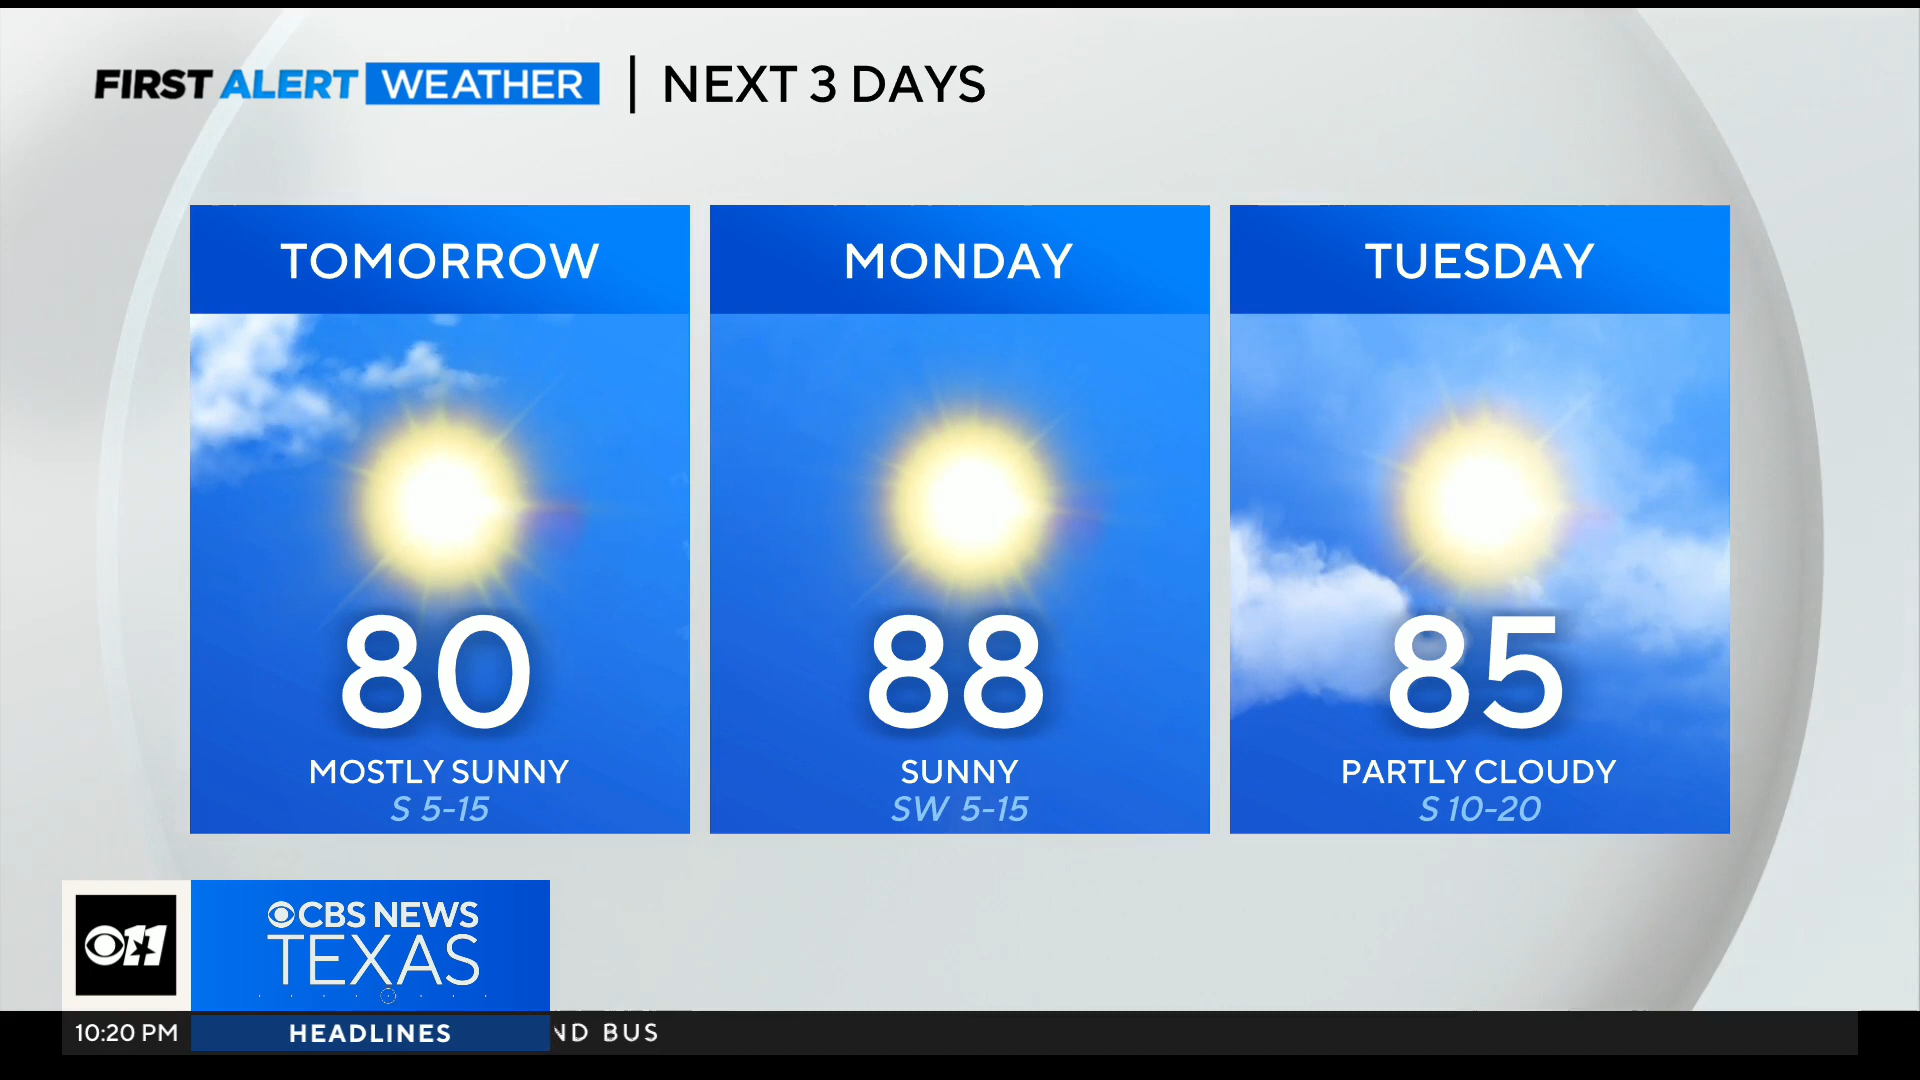 FIRST ALERT WEATHER | NEXT 3 DAYS
TOMORROW
80
MOSTLY SUNNY
S 5-15
MONDAY
88
SUNNY
SW 5-15
TUESDAY
85
PARTLY CLOUDY
S 10-20
11
CBS NEWS
TEXAS
10:20 PM
HEADLINES
BUS